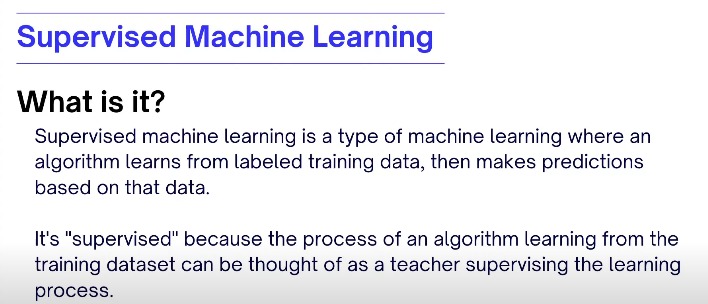 Supervised Machine Learning
What is it?
Supervised machine learning is a type of machine learning where an
algorithm learns from labeled training data, then makes predictions
based on that data.
It's "supervised" because the process of an algorithm learning from the
training dataset can be thought of as a teacher supervising the learning
process.